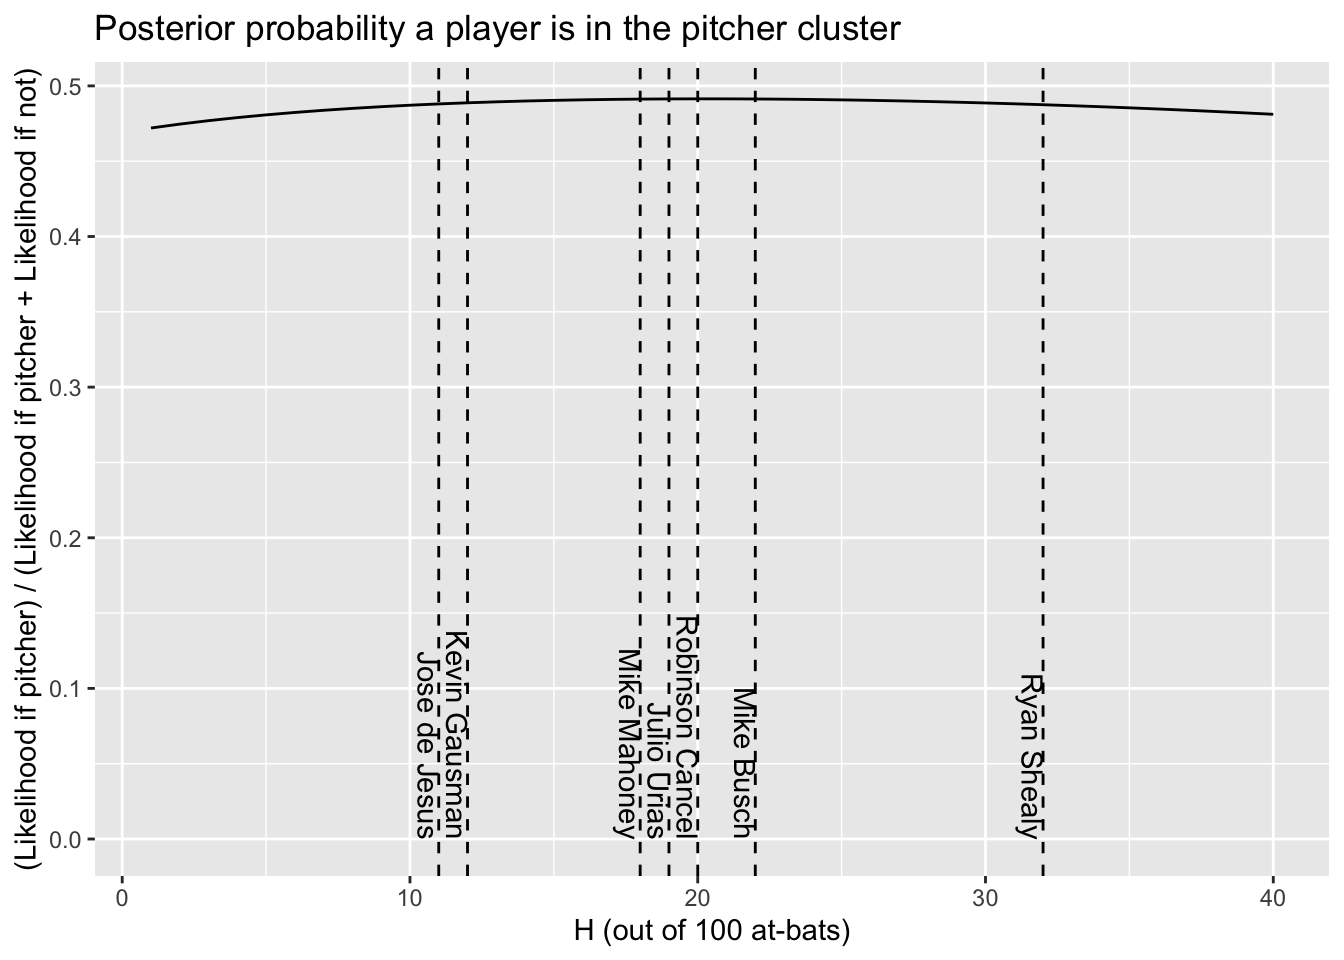 Posterior probability a player is in the pitcher cluster
(Likelihood if pitcher) / (Likelihood if pitcher + Likelihood if not)
0.5
0.4
0.3
0.2
0.1
0.0
Jose de Jesus
Kevin Gausman
Mike Mahoney
Julio Urias
Robinson Cancel
Mike Busch
Ryan Shealy
0
10
20
30
40
H (out of 100 at-bats)